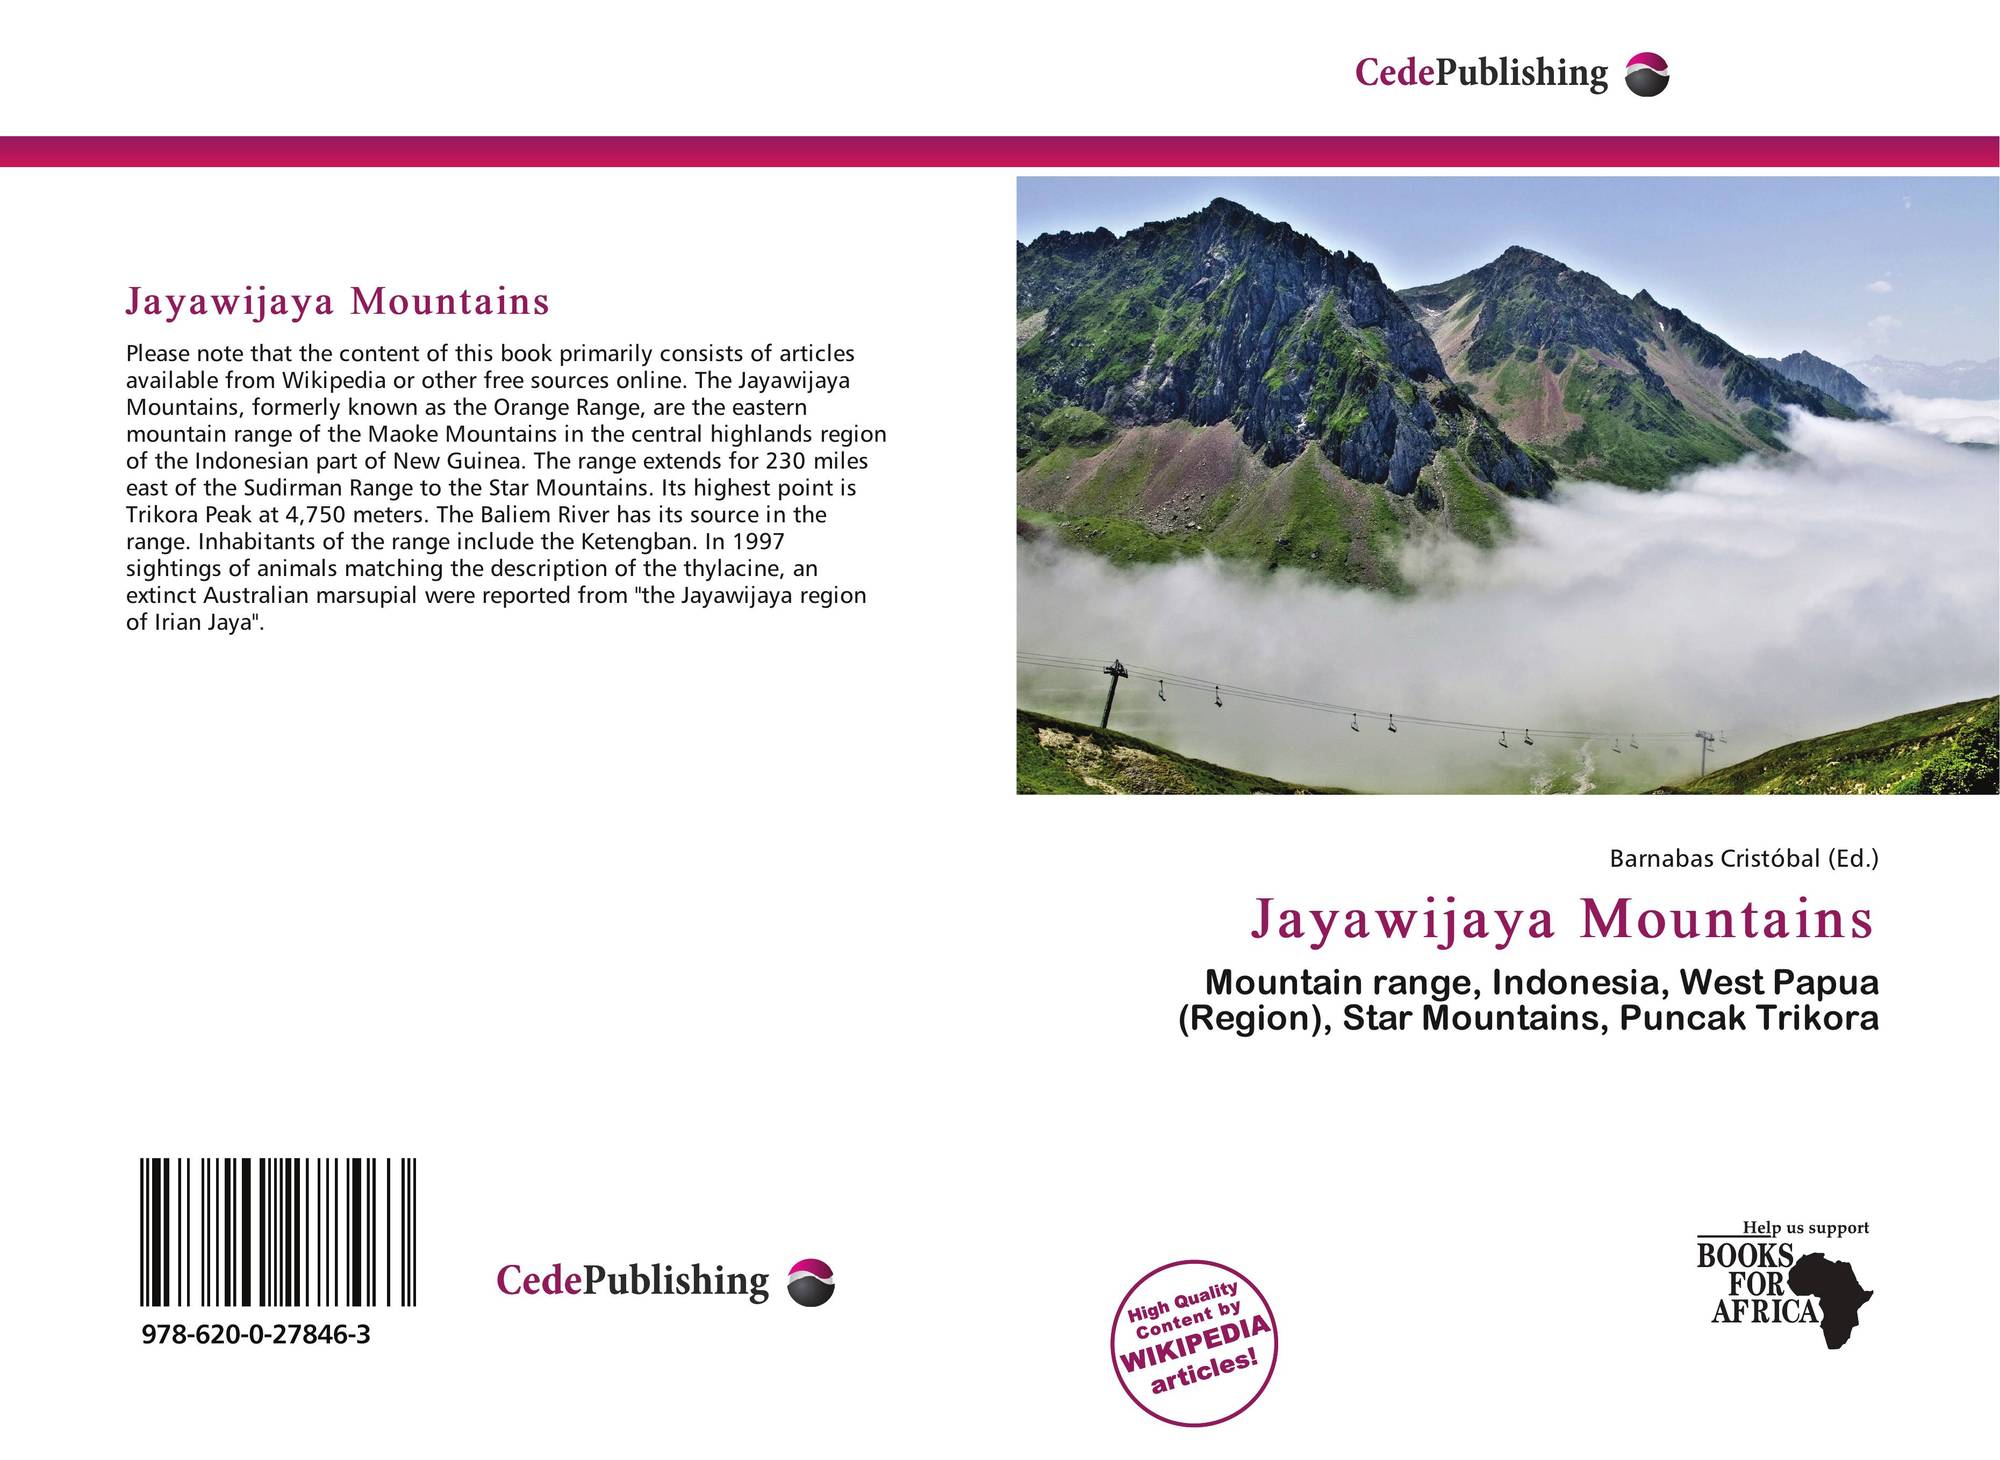 CedePublishing
Jayawijaya Mountains
Please note that the content of this book primarily consists of articles
available from Wikipedia or other free sources online. The Jayawijaya
Mountains, formerly known as the Orange Range, are the eastern
mountain range of the Maoke Mountains in the central highlands region
of the Indonesian part of New Guinea. The range extends for 230 miles
east of the Sudirman Range to the Star Mountains. Its highest point is
Trikora Peak at 4,750 meters. The Baliem River has its source in the
range. Inhabitants of the range include the Ketengban. In 1997
sightings of animals matching the description of the thylacine, an
extinct Australian marsupial were reported from "the Jayawijaya region
of Irian Jaya".
978-620-0-27846-3
CedePublishing
Barnabas Cristóbal (Ed.)
Jayawijaya Mountains
Mountain range, Indonesia, West Papua
(Region), Star Mountains, Puncak Trikora
High Quality
Content by
WIKIPEDIA
articles!
Help us support
BOOKS
FOR
AFRICA